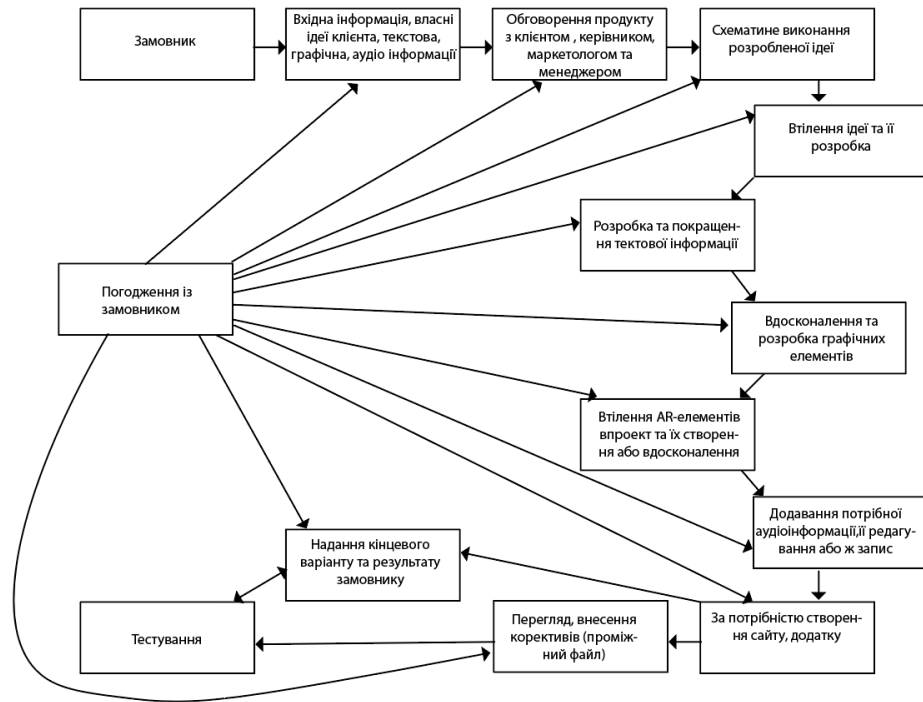 Замовник
Вхідна інформація, власні
ідеї клієнта, текстова,
графічна, аудіо інформації
Обговорення продукту
з клієнтом , керівником,
маркетологом та
менеджером
Схематине виконання
розробленої ідеї
Втілення ідеї та її
розробка
Розробка та покращен-
ня тектової інформації
Погодження із
замовником
Вдосконалення та
розробка графічних
елементів
Втілення AR-елементів
впроект та їх створен-
ня або вдосконалення
Додавання потрібної
аудіоінформації,її редагу-
вання або ж запис
Надання кінцевого
варіанту та результату
замовнику
Тестування
Перегляд, внесення
корективів (проміж-
ний файл)
За потрібністю створен-
ня сайту, додатку